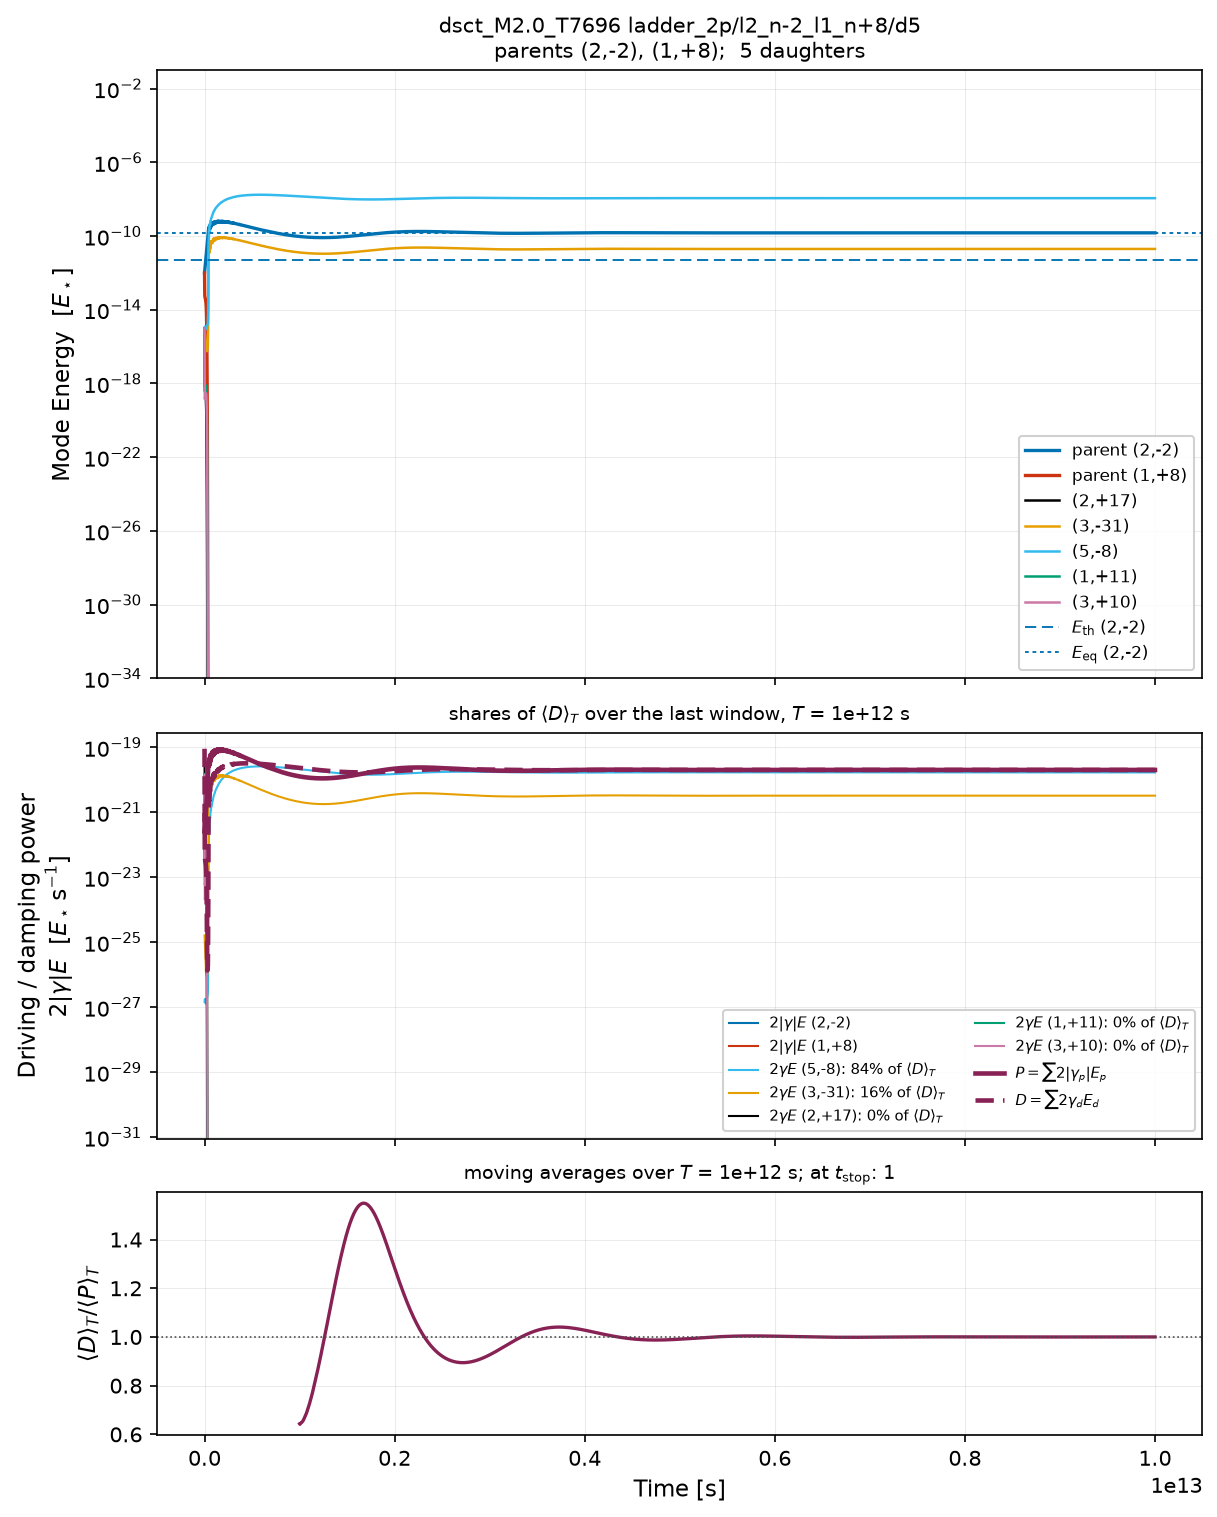 dsct_M2.0_T7696 ladder_2p/l2_n-2_l1_n+8/d5
parents (2,-2), (1,+8);  5 daughters
10⁻²
10⁻⁶
10⁻¹⁰
10⁻¹⁴
10⁻¹⁸
10⁻²²
10⁻²⁶
10⁻³⁰
10⁻³⁴
Mode Energy [E⋆]
parent (2,-2)
parent (1,+8)
(2,+17)
(3,-31)
(5,-8)
(1,+11)
(3,+10)
E_th (2,-2)
E_eq (2,-2)
shares of ⟨D⟩_T over the last window, T = 1e+12 s
10⁻¹⁹
10⁻²¹
10⁻²³
10⁻²⁵
10⁻²⁷
10⁻²⁹
10⁻³¹
Driving / damping power
2|γ|E [E⋆ s⁻¹]
2|γ|E (2,-2)
2|γ|E (1,+8)
2γE (5,-8): 84% of ⟨D⟩_T
2γE (3,-31): 16% of ⟨D⟩_T
2γE (2,+17): 0% of ⟨D⟩_T
2γE (1,+11): 0% of ⟨D⟩_T
2γE (3,+10): 0% of ⟨D⟩_T
P = ∑2|γ_p|E_p
D = ∑2γ_dE_d
moving averages over T = 1e+12 s; at t_stop: 1
1.4
1.2
1.0
0.8
0.6
⟨D⟩_T/⟨P⟩_T
0.0
0.2
0.4
0.6
0.8
1.0
1e13
Time [s]